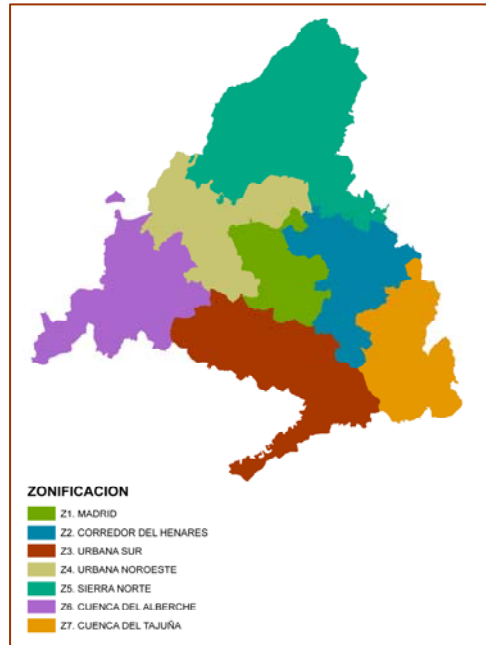 ZONIFICACION
Z1. MADRID
Z2. CORREDOR DEL HENARES
Z3. URBANA SUR
Z4. URBANA NOROESTE
Z5. SIERRA NORTE
Z6. CUENCA DEL ALBERCHE
Z7. CUENCA DEL TAJUÑA